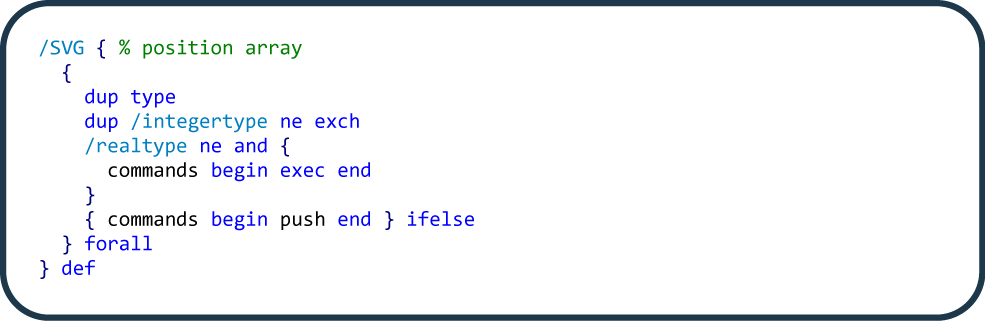 /SVG { % position array
  {
    dup type
    dup /integertype ne exch
    /realtype ne and {
      commands begin exec end
    }
    { commands begin push end } ifelse
  } forall
} def